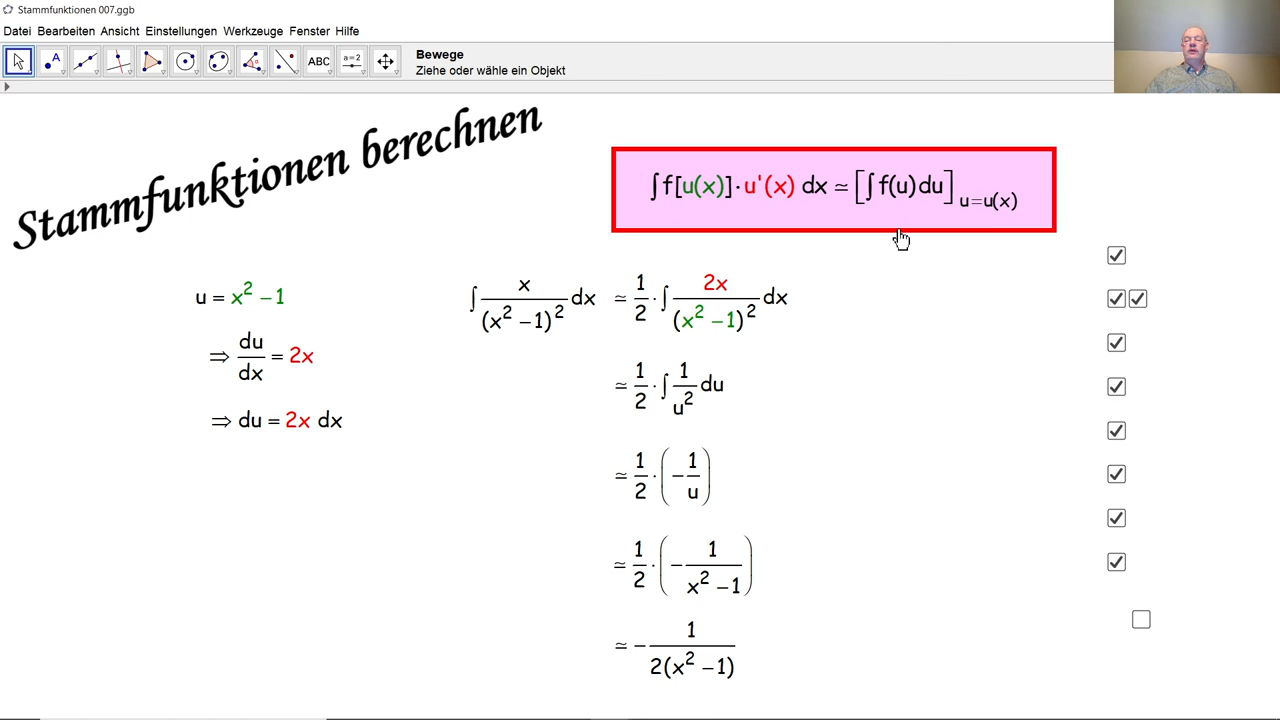 Stammfunktionen 007.ggb
Datei Bearbeiten Ansicht Einstellungen Werkzeuge Fenster Hilfe
A ABC a=2
Bewege
Ziehe oder wähle ein Objekt
Stammfunktionen berechnen
∫f[u(x)]·u'(x) dx ≃ [∫f(u)du] u=u(x)
u = x² −1
⇒ du/dx = 2x
⇒ du = 2x dx
∫ x/(x² −1)² dx ≃ 1/2 · ∫ 2x/(x² −1)² dx
≃ 1/2 · ∫ 1/u² du
≃ 1/2 · (− 1/u)
≃ 1/2 · (− 1/(x² −1))
≃ − 1/(2(x² −1))